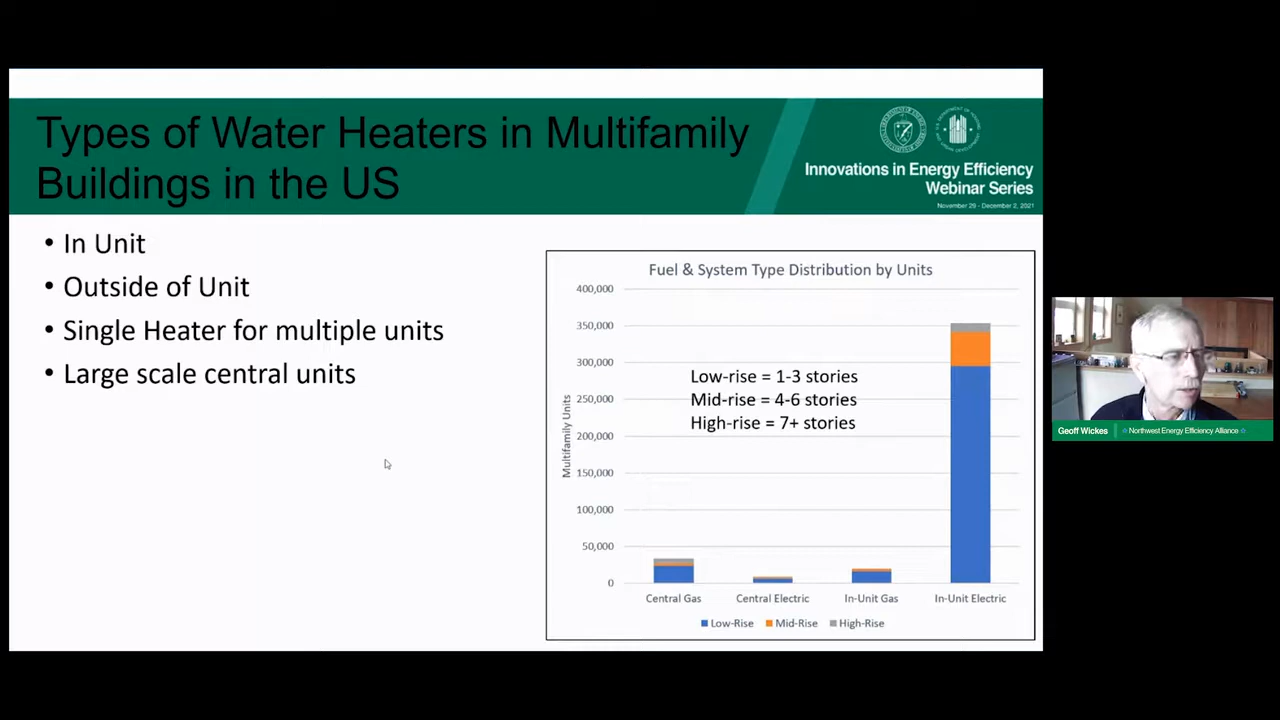 Types of Water Heaters in Multifamily
Buildings in the US
Innovations in Energy Efficiency
Webinar Series
November 29 - December 2, 2021
• In Unit
• Outside of Unit
• Single Heater for multiple units
• Large scale central units
Fuel & System Type Distribution by Units
400,000
350,000
300,000
250,000
200,000
150,000
100,000
50,000
0
Multifamily Units
Low-rise = 1-3 stories
Mid-rise = 4-6 stories
High-rise = 7+ stories
Central Gas
Central Electric
In-Unit Gas
In-Unit Electric
Low-Rise
Mid-Rise
High-Rise
Geoff Wickes
Northwest Energy Efficiency Alliance